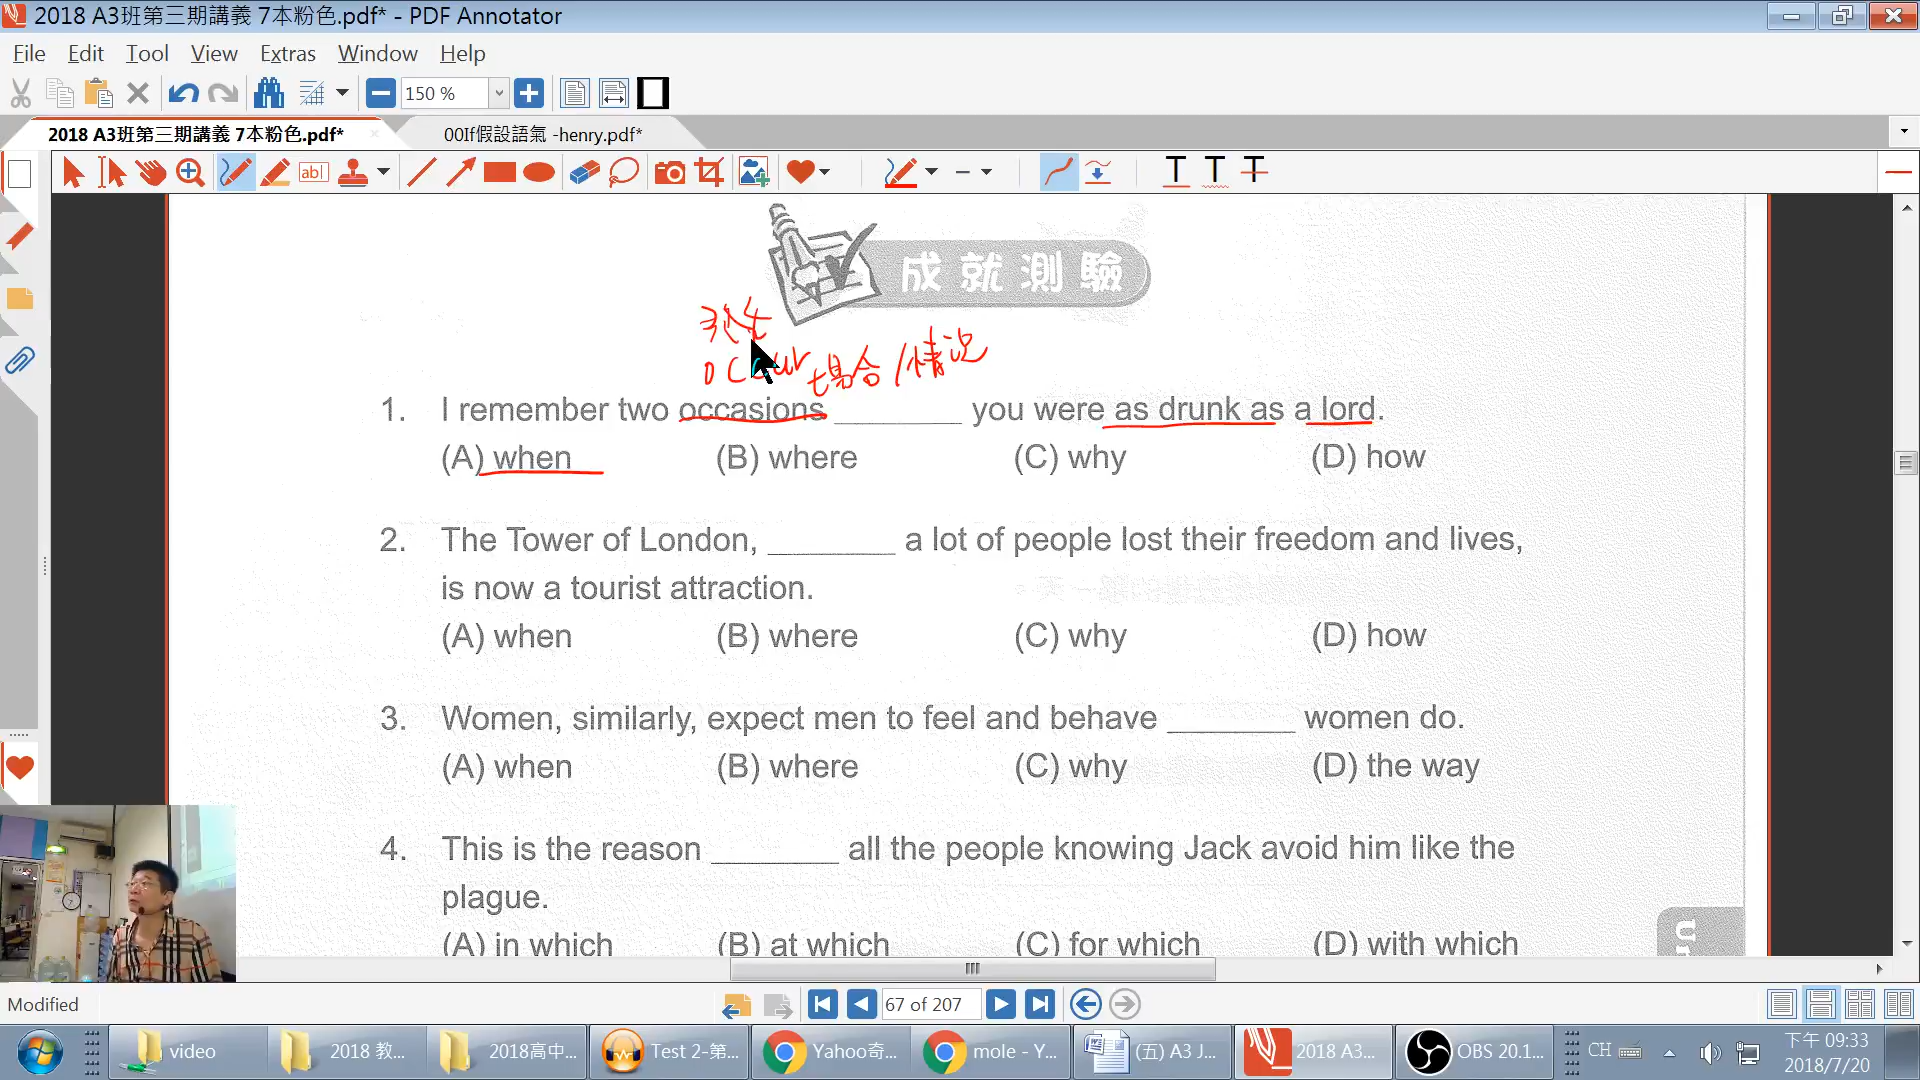 2018 A3班第三期講義 7本粉色.pdf* - PDF Annotator
File Edit Tool View Extras Window Help
150 %
2018 A3班第三期講義 7本粉色.pdf* 00If假設語氣 -henry.pdf*
ab
T T T
成就測驗
發生
occur 場合/情況
1. I remember two occasions ________ you were as drunk as a lord.
(A) when (B) where (C) why (D) how
2. The Tower of London, ________ a lot of people lost their freedom and lives,
is now a tourist attraction.
(A) when (B) where (C) why (D) how
3. Women, similarly, expect men to feel and behave ________ women do.
(A) when (B) where (C) why (D) the way
4. This is the reason ________ all the people knowing Jack avoid him like the
plague.
(A) in which (B) at which (C) for which (D) with which
Modified 67 of 207
video 2018 教... 2018高中... Test 2-第... Yahoo奇... mole - Y... (五) A3 J... 2018 A3... OBS 20.1... CH 下午 09:33
2018/7/20